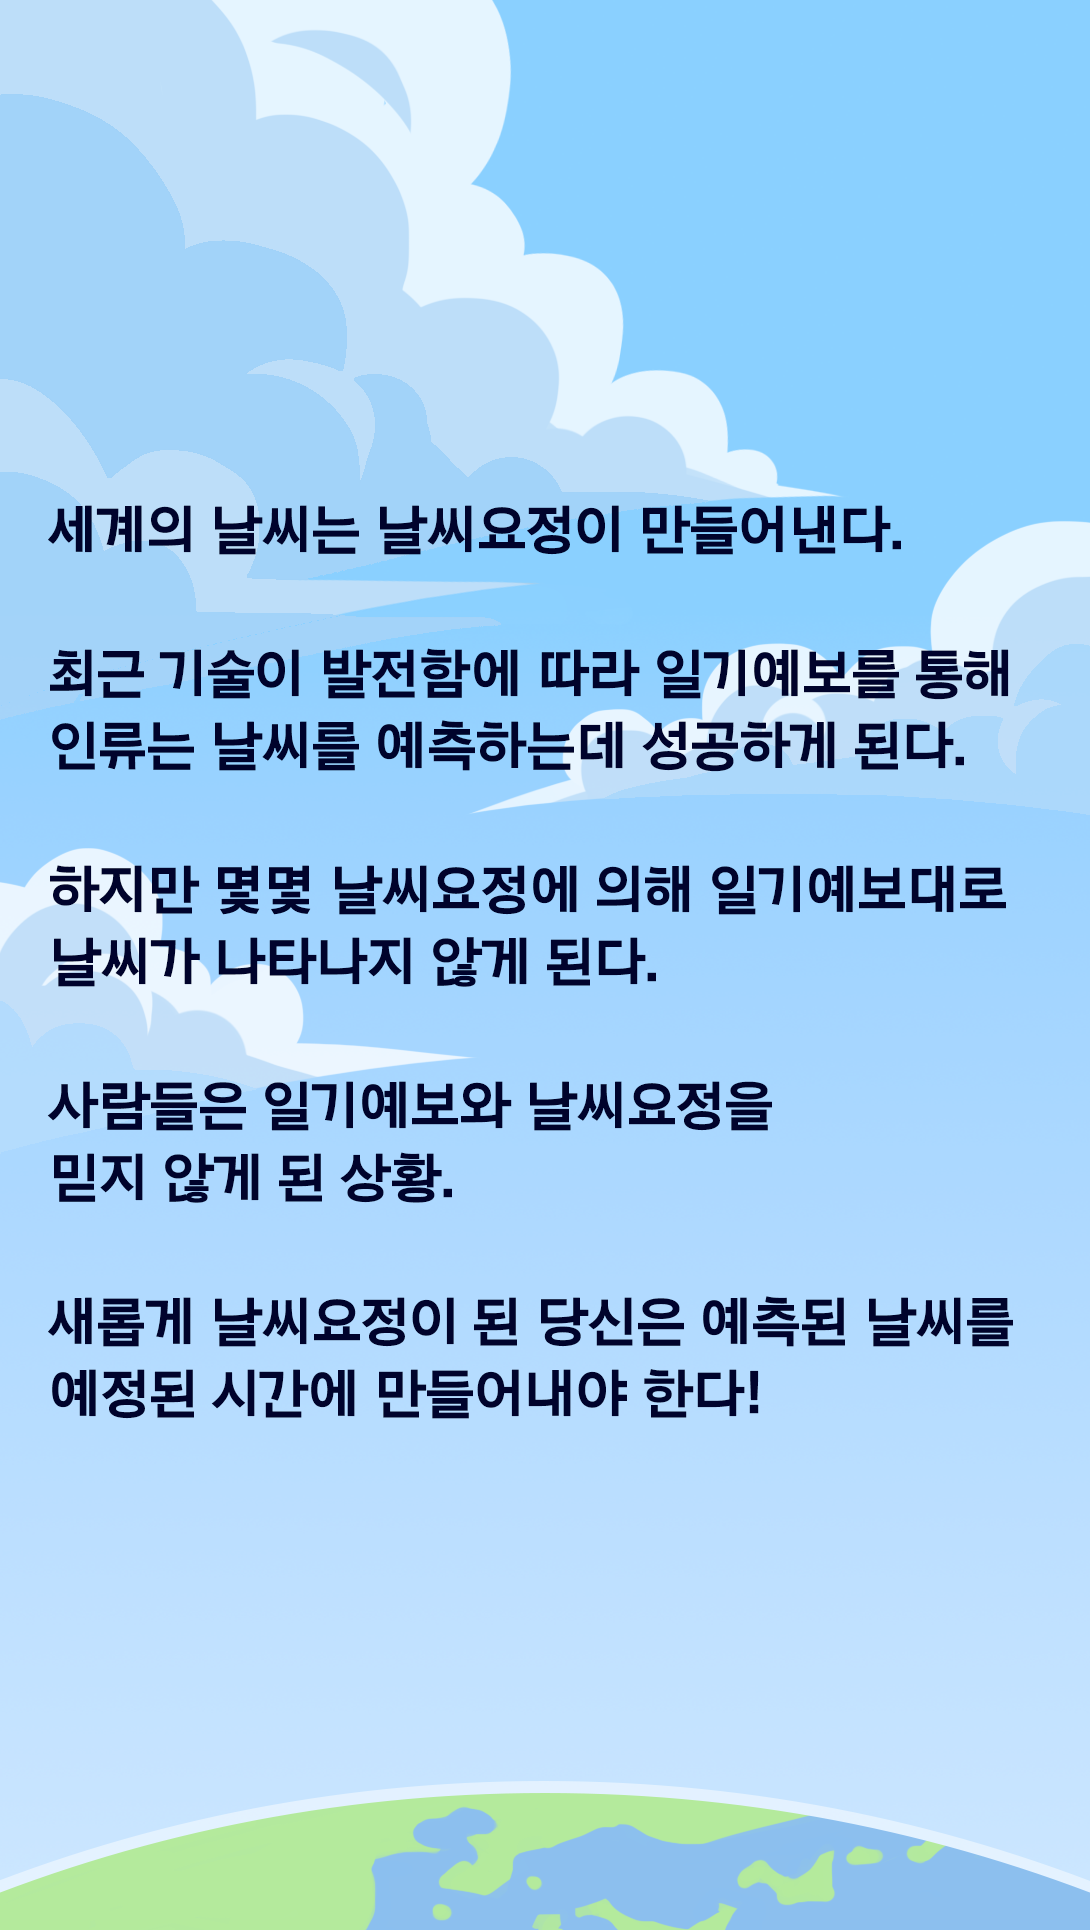 세계의 날씨는 날씨요정이 만들어낸다.
최근 기술이 발전함에 따라 일기예보를 통해
인류는 날씨를 예측하는데 성공하게 된다.
하지만 몇몇 날씨요정에 의해 일기예보대로
날씨가 나타나지 않게 된다.
사람들은 일기예보와 날씨요정을
믿지 않게 된 상황.
새롭게 날씨요정이 된 당신은 예측된 날씨를
예정된 시간에 만들어내야 한다!